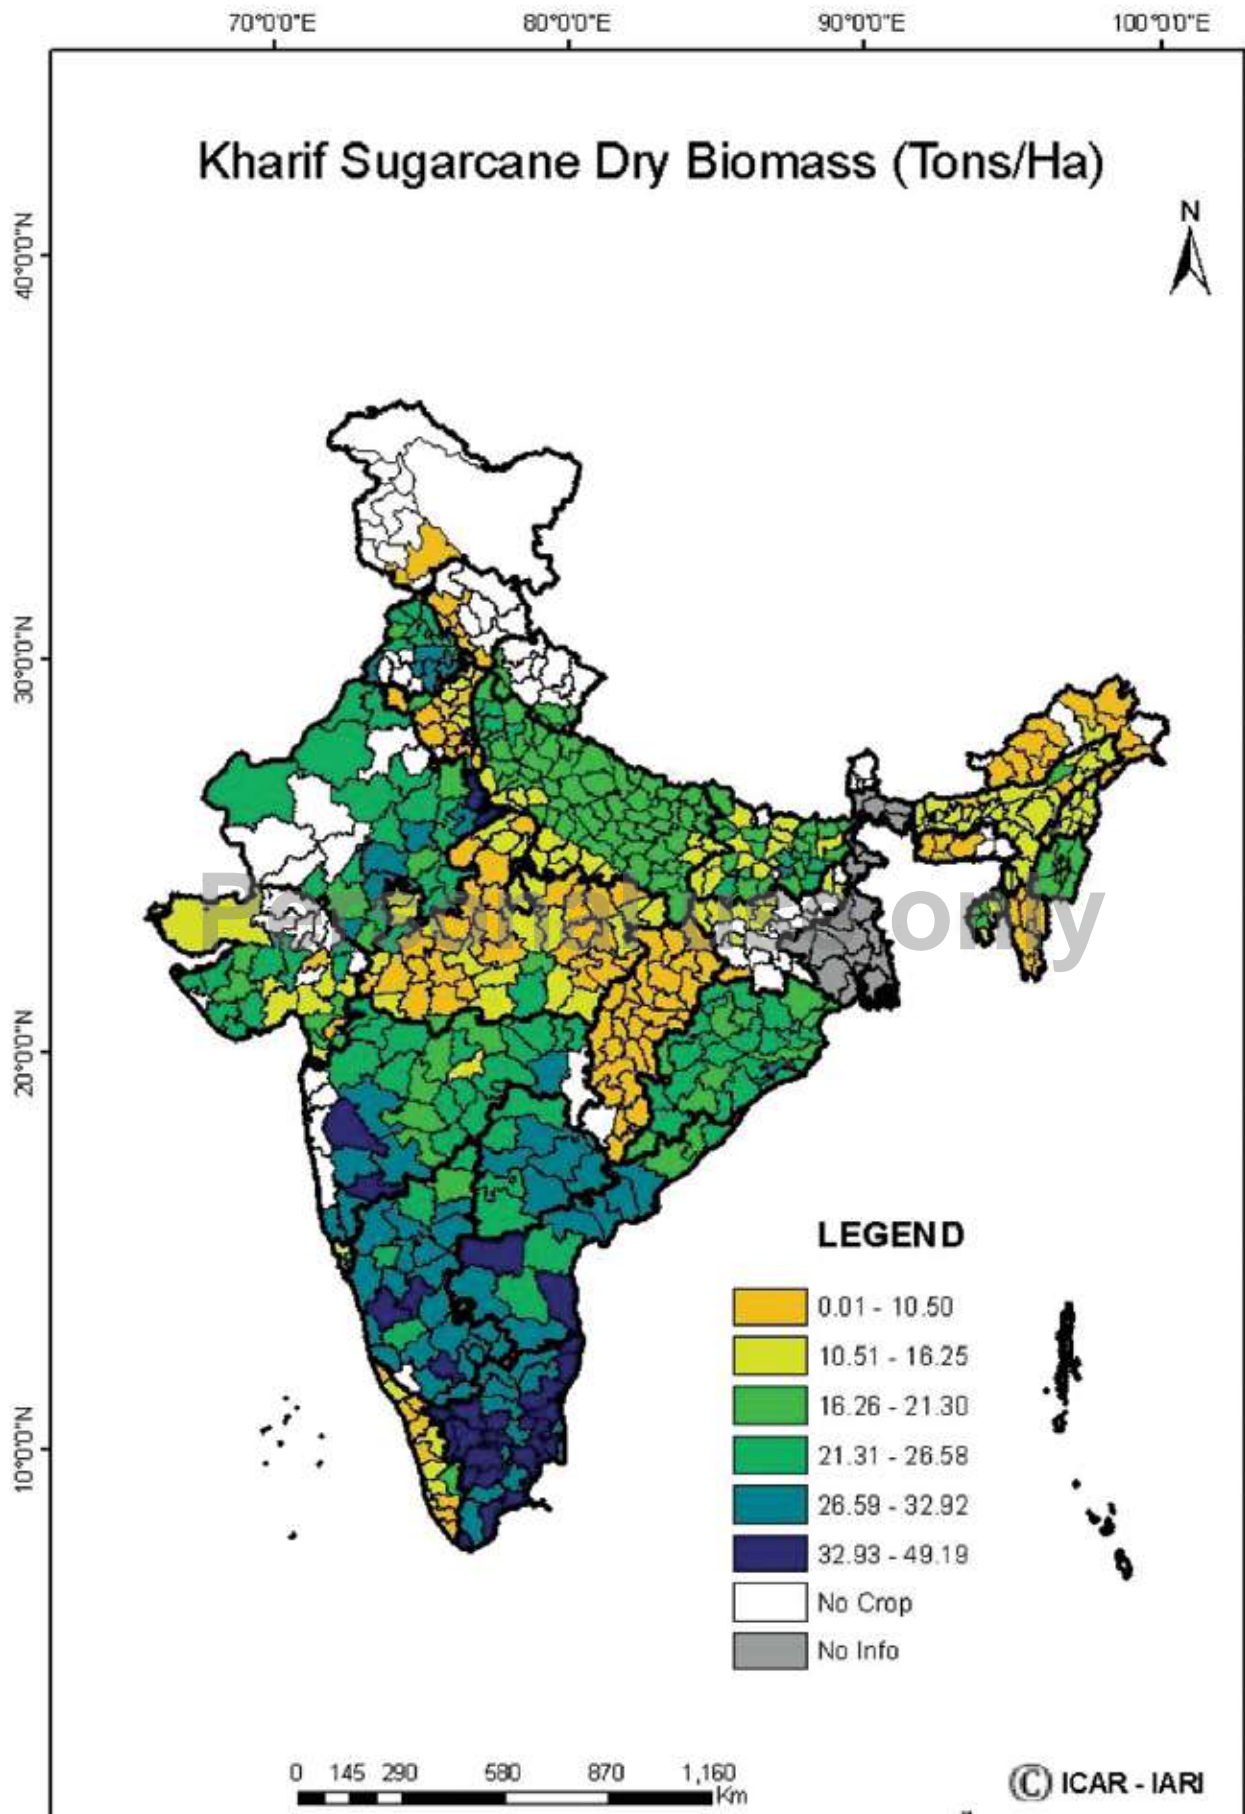 70°0'0"E 80°0'0"E 90°0'0"E 100°0'0"E
Kharif Sugarcane Dry Biomass (Tons/Ha)
N
40°0'0"N
30°0'0"N
20°0'0"N
10°0'0"N
Personal use only
LEGEND
0.01 - 10.50
10.51 - 16.25
16.26 - 21.30
21.31 - 26.58
26.59 - 32.92
32.93 - 49.19
No Crop
No Info
0 145 290 580 870 1,160
Km
© ICAR - IARI